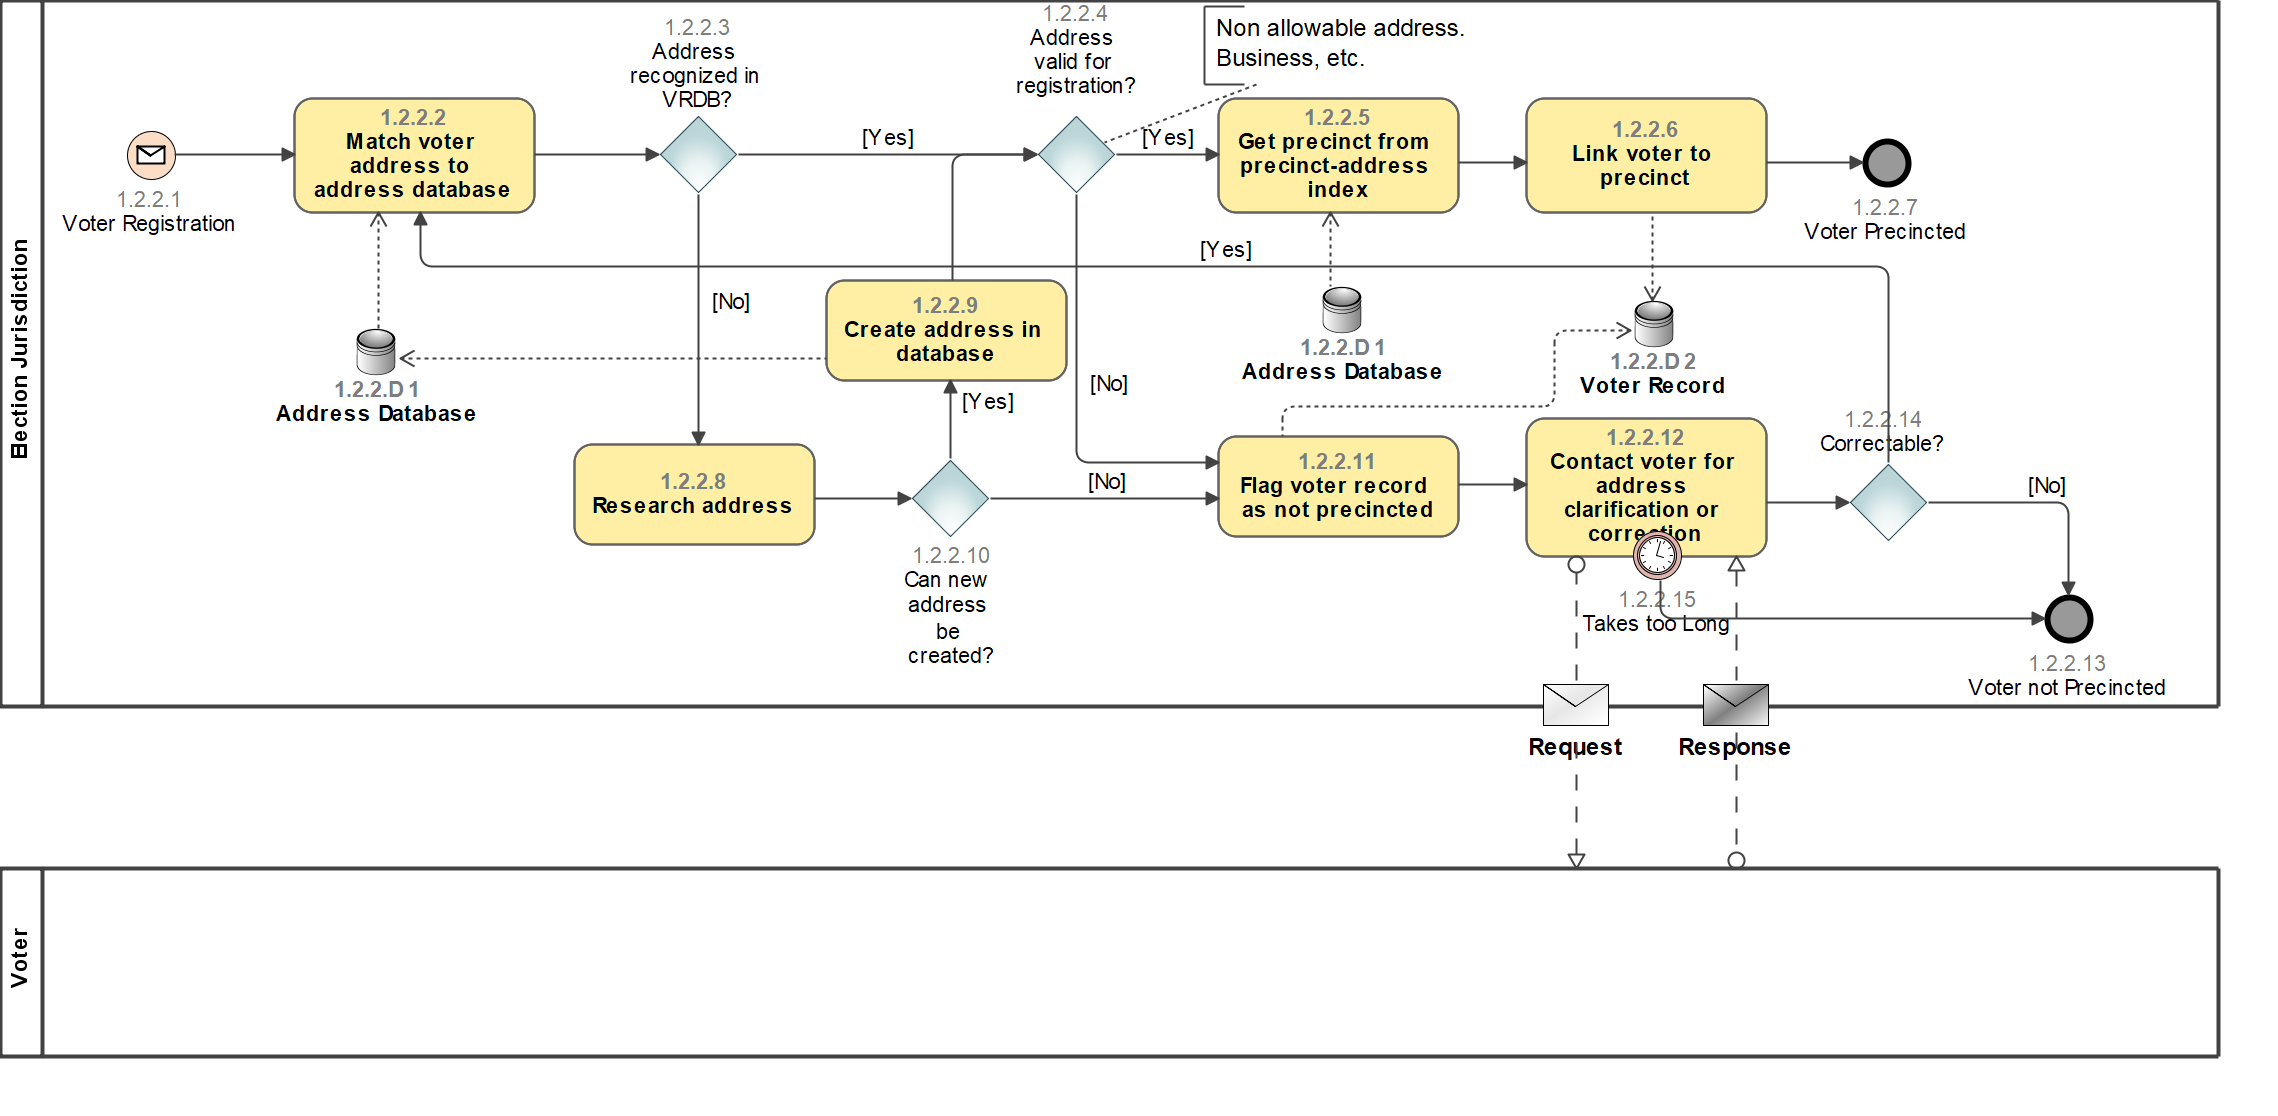 1.2.2.4
Address
valid for
registration?
Non allowable address.
Business, etc.
1.2.2.3
Address
recognized in
VRDB?
1.2.2.1
Voter Registration
1.2.2.2
Match voter
address to
address database
[Yes]
[Yes]
1.2.2.5
Get precinct from
precinct-address
index
1.2.2.6
Link voter to
precinct
1.2.2.7
Voter Precincted
[Yes]
[No]
1.2.2.9
Create address in
database
1.2.2.D1
Address Database
1.2.2.D1
Address Database
1.2.2.D2
Voter Record
[No]
[Yes]
1.2.2.8
Research address
1.2.2.10
Can new
address
be
created?
[No]
1.2.2.11
Flag voter record
as not precincted
1.2.2.12
Contact voter for
address
clarification or
correction
1.2.2.14
Correctable?
[No]
1.2.2.15
Takes too Long
1.2.2.13
Voter not Precincted
Request
Response
Election Jurisdiction
Voter